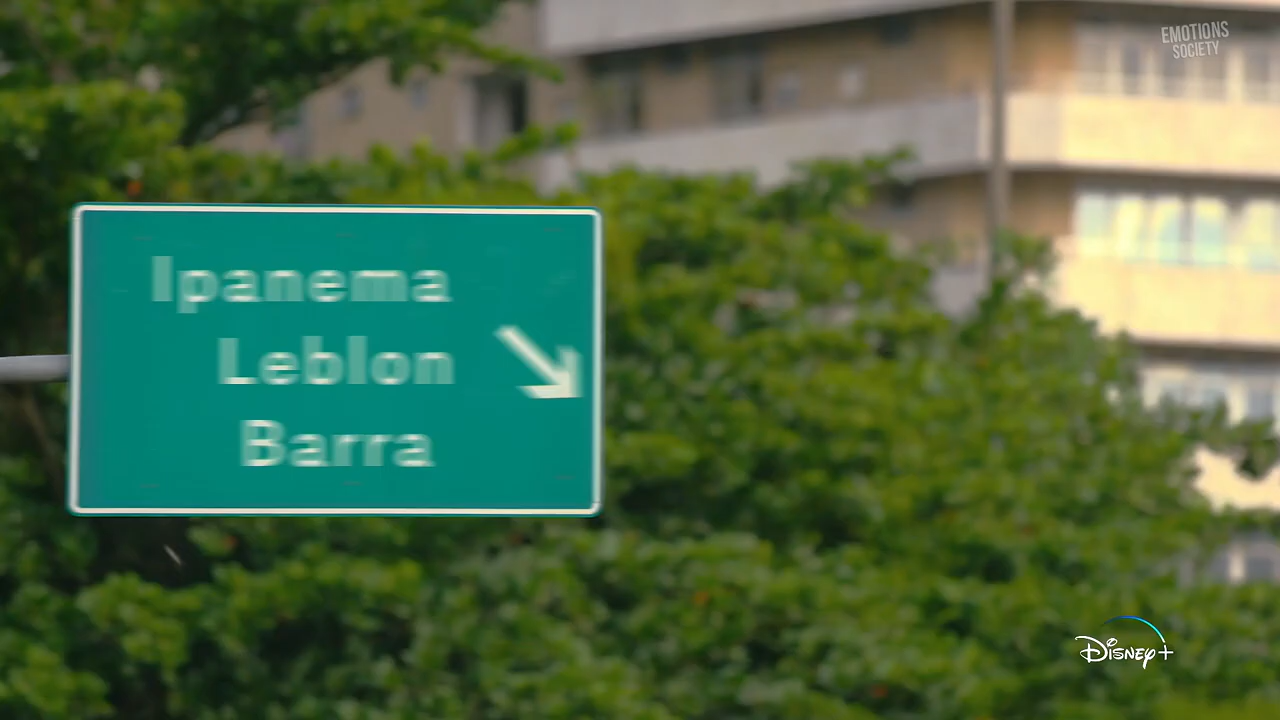 EMOTIONS
SOCIETY
Ipanema
Leblon
Barra
Disney+